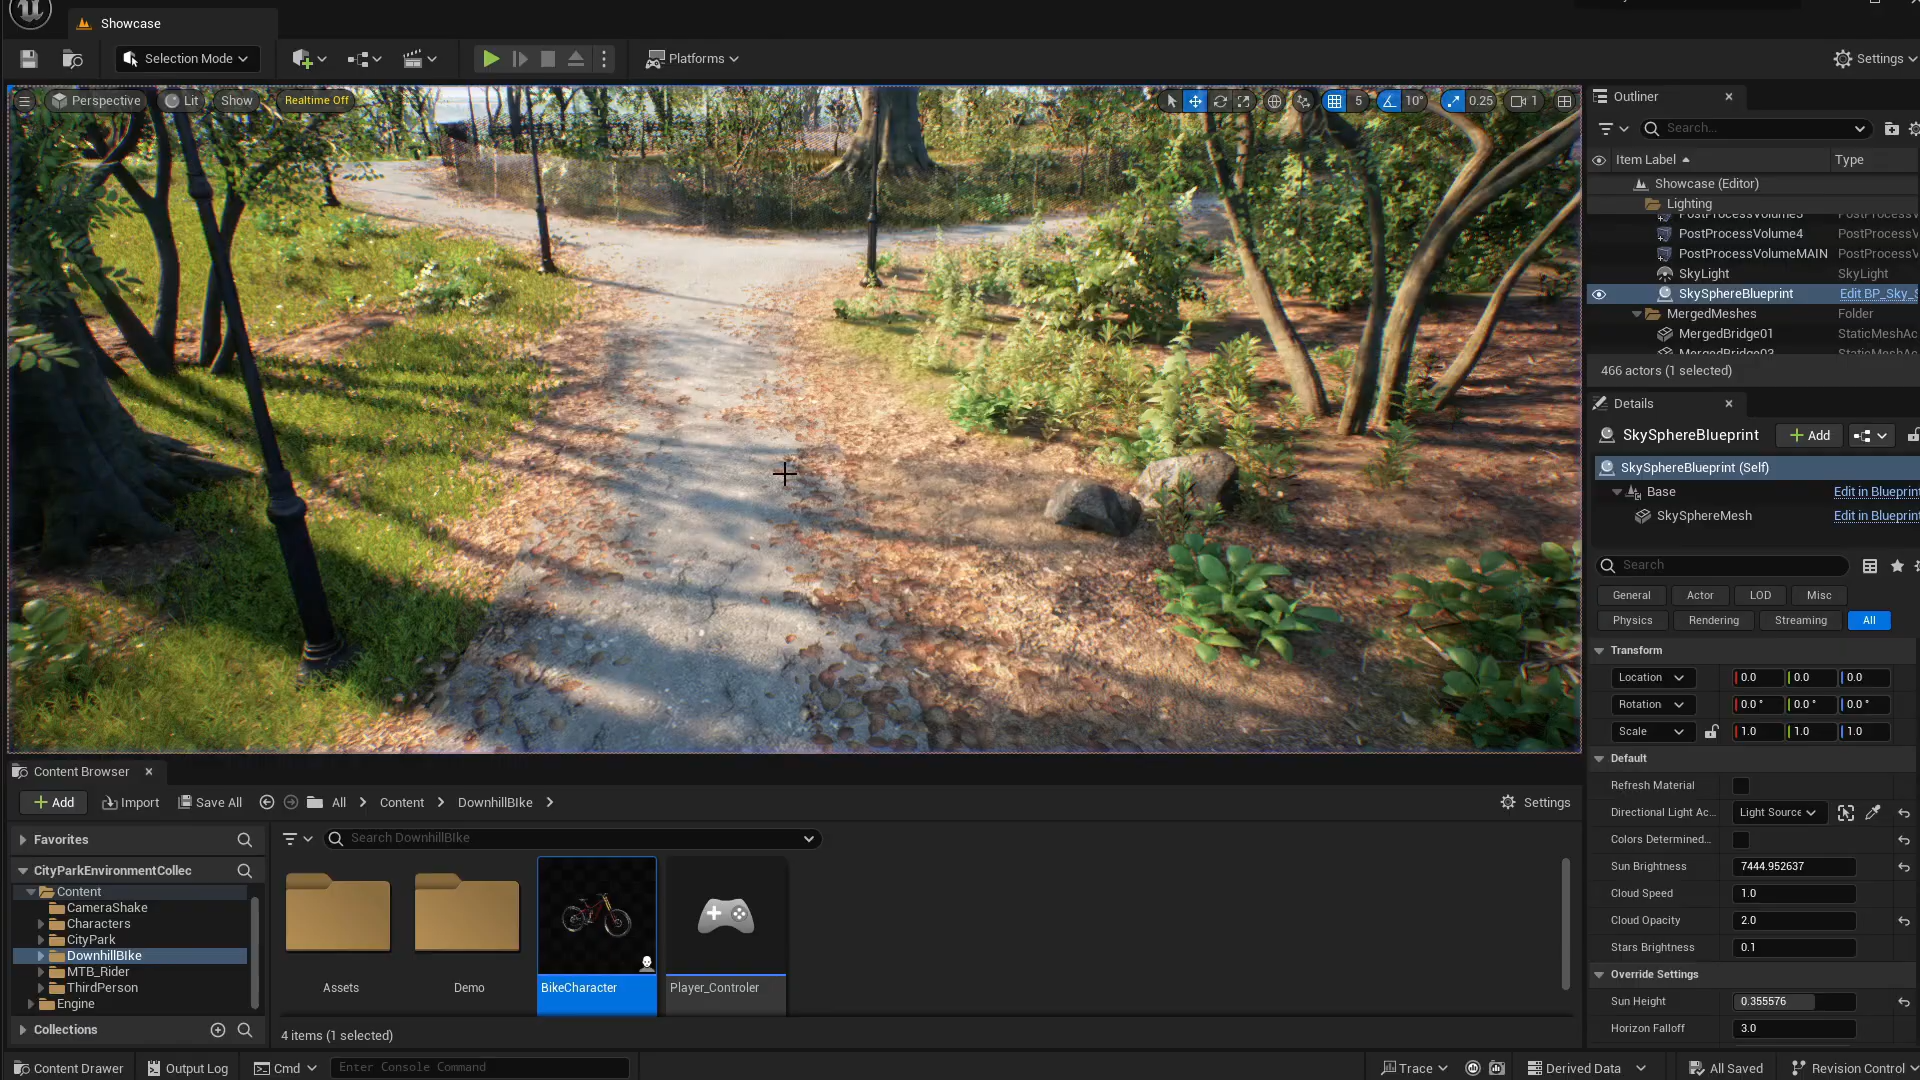 Showcase
Selection Mode
Platforms
Settings
Perspective
Lit
Show
Realtime Off
5
10°
0.25
1
Outliner
Search...
Item Label
Type
Showcase (Editor)
Lighting
PostProcessVolume4
PostProcessV
PostProcessVolumeMAIN
PostProcessV
SkyLight
SkyLight
SkySphereBlueprint
Edit BP_Sky_S
MergedMeshes
Folder
MergedBridge01
StaticMeshAc
466 actors (1 selected)
Details
SkySphereBlueprint
Add
SkySphereBlueprint (Self)
Base
Edit in Blueprint
SkySphereMesh
Edit in Blueprint
Search
General
Actor
LOD
Misc
Physics
Rendering
Streaming
All
Transform
Location
0.0
0.0
0.0
Rotation
0.0 °
0.0 °
0.0 °
Scale
1.0
1.0
1.0
Default
Refresh Material
Directional Light Ac...
Light Source
Colors Determined...
Sun Brightness
7444.952637
Cloud Speed
1.0
Cloud Opacity
2.0
Stars Brightness
0.1
Override Settings
Sun Height
0.355576
Horizon Falloff
3.0
Content Browser
Add
Import
Save All
All
Content
DownhillBIke
Settings
Favorites
Search DownhillBIke
CityParkEnvironmentCollec
Content
CameraShake
Characters
CityPark
DownhillBIke
MTB_Rider
ThirdPerson
Engine
Collections
Assets
Demo
BikeCharacter
Player_Controler
4 items (1 selected)
Content Drawer
Output Log
Cmd
Enter Console Command
Trace
Derived Data
All Saved
Revision Control